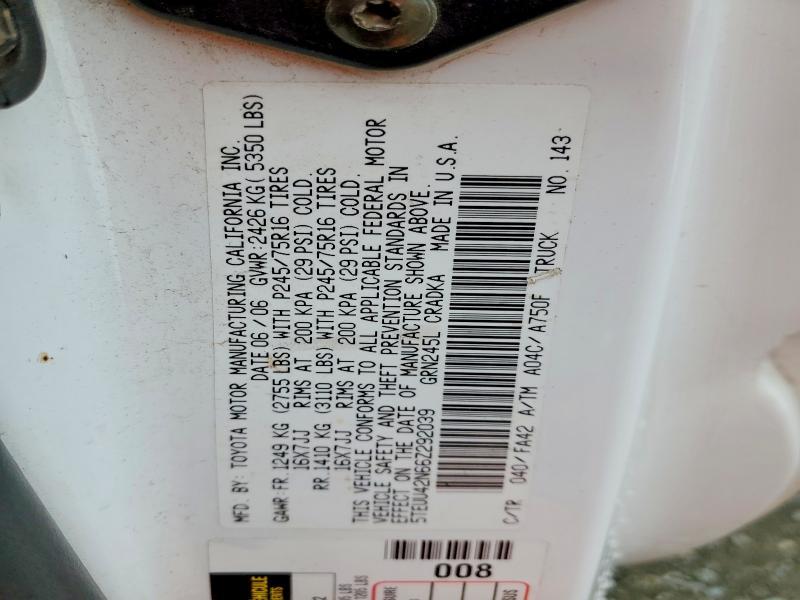 MFD. BY: TOYOTA MOTOR MANUFACTURING CALIFORNIA INC.
DATE 06/06 GVWR:2426 KG( 5350 LBS)
GAWR:FR.1249 KG (2755 LBS) WITH P245/75R16 TIRES
16X7JJ RIMS AT 200 KPA (29 PSI) COLD.
RR.1410 KG (3110 LBS) WITH P245/75R16 TIRES
16X7JJ RIMS AT 200 KPA (29 PSI) COLD.
THIS VEHICLE CONFORMS TO ALL APPLICABLE FEDERAL MOTOR
VEHICLE SAFETY AND THEFT PREVENTION STANDARDS IN
EFFECT ON THE DATE OF MANUFACTURE SHOWN ABOVE.
5TEUU42N66Z292039 GRN245L CRADKA MADE IN U.S.A.
C/TR 040/FA42 A/TM A04C/A750F TRUCK NO. 143
008